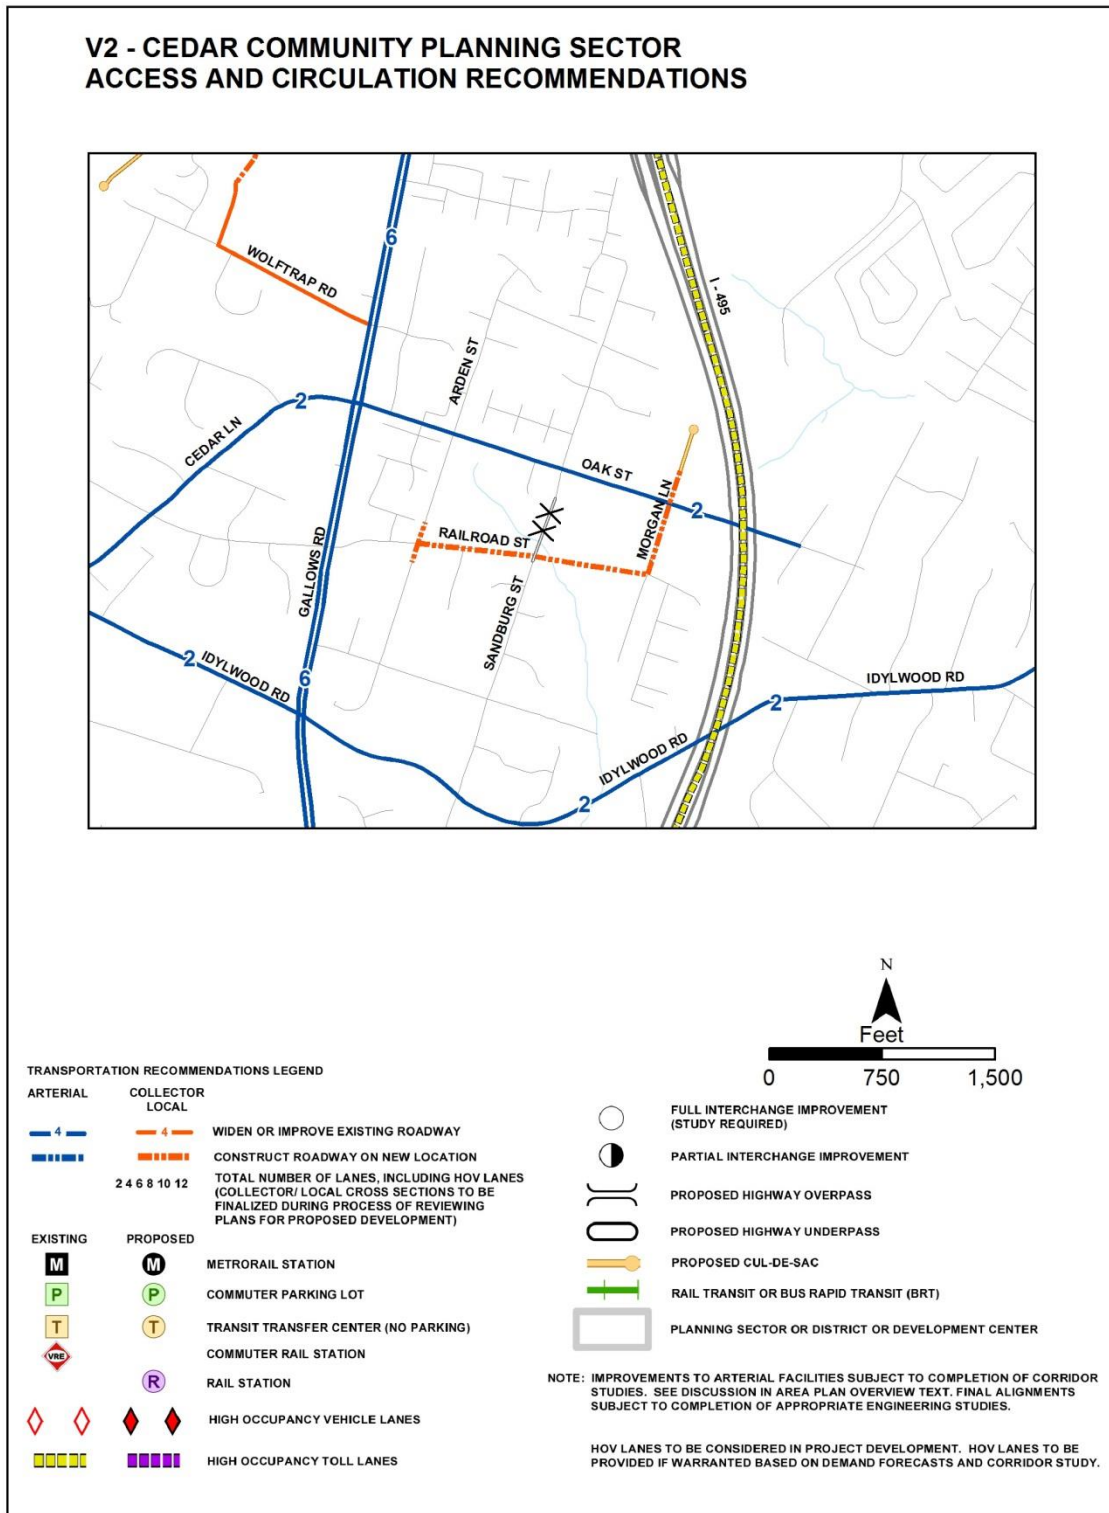 V2 - CEDAR COMMUNITY PLANNING SECTOR
ACCESS AND CIRCULATION RECOMMENDATIONS
6
WOLFTRAP RD
I - 495
ARDEN ST
2
CEDAR LN
OAK ST
MORGAN LN
2
RAILROAD ST
GALLOWS RD
SANDBURG ST
2
IDYLWOOD RD
6
IDYLWOOD RD
2
IDYLWOOD RD
2
N
Feet
0 750 1,500
TRANSPORTATION RECOMMENDATIONS LEGEND
ARTERIAL
COLLECTOR
LOCAL
4 4 WIDEN OR IMPROVE EXISTING ROADWAY
CONSTRUCT ROADWAY ON NEW LOCATION
2 4 6 8 10 12 TOTAL NUMBER OF LANES, INCLUDING HOV LANES
(COLLECTOR/ LOCAL CROSS SECTIONS TO BE
FINALIZED DURING PROCESS OF REVIEWING
PLANS FOR PROPOSED DEVELOPMENT)
EXISTING PROPOSED
M M METRORAIL STATION
P P COMMUTER PARKING LOT
T T TRANSIT TRANSFER CENTER (NO PARKING)
VRE COMMUTER RAIL STATION
R RAIL STATION
HIGH OCCUPANCY VEHICLE LANES
HIGH OCCUPANCY TOLL LANES
FULL INTERCHANGE IMPROVEMENT
(STUDY REQUIRED)
PARTIAL INTERCHANGE IMPROVEMENT
PROPOSED HIGHWAY OVERPASS
PROPOSED HIGHWAY UNDERPASS
PROPOSED CUL-DE-SAC
RAIL TRANSIT OR BUS RAPID TRANSIT (BRT)
PLANNING SECTOR OR DISTRICT OR DEVELOPMENT CENTER
NOTE: IMPROVEMENTS TO ARTERIAL FACILITIES SUBJECT TO COMPLETION OF CORRIDOR
STUDIES. SEE DISCUSSION IN AREA PLAN OVERVIEW TEXT. FINAL ALIGNMENTS
SUBJECT TO COMPLETION OF APPROPRIATE ENGINEERING STUDIES.
HOV LANES TO BE CONSIDERED IN PROJECT DEVELOPMENT. HOV LANES TO BE
PROVIDED IF WARRANTED BASED ON DEMAND FORECASTS AND CORRIDOR STUDY.